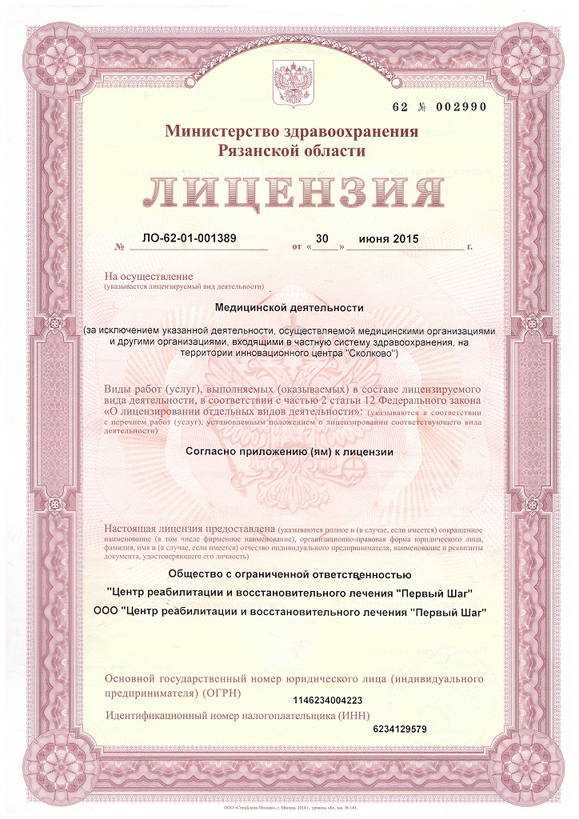 62 № 002990
Министерство здравоохранения
Рязанской области
ЛИЦЕНЗИЯ
№ ЛО-62-01-001389 от « 30 » июня 2015 г.
На осуществление
(указывается лицензируемый вид деятельности)
Медицинской деятельности
(за исключением указанной деятельности, осуществляемой медицинскими организациями
и другими организациями, входящими в частную систему здравоохранения, на
территории инновационного центра "Сколково")
Виды работ (услуг), выполняемых (оказываемых) в составе лицензируемого
вида деятельности, в соответствии с частью 2 статьи 12 Федерального закона
«О лицензировании отдельных видов деятельности»: (указываются в соответствии
с перечнем работ (услуг), установленным положением о лицензировании соответствующего вида
деятельности)
Согласно приложению (ям) к лицензии
Настоящая лицензия предоставлена (указываются полное и (в случае, если имеется) сокращенное
наименование (в том числе фирменное наименование), организационно-правовая форма юридического лица,
фамилия, имя и (в случае, если имеется) отчество индивидуального предпринимателя, наименование и реквизиты
документа, удостоверяющего его личность)
Общество с ограниченной ответственностью
"Центр реабилитации и восстановительного лечения "Первый Шаг"
ООО "Центр реабилитации и восстановительного лечения "Первый Шаг"
Основной государственный номер юридического лица (индивидуального
предпринимателя) (ОГРН)
1146234004223
Идентификационный номер налогоплательщика (ИНН)
6234129579